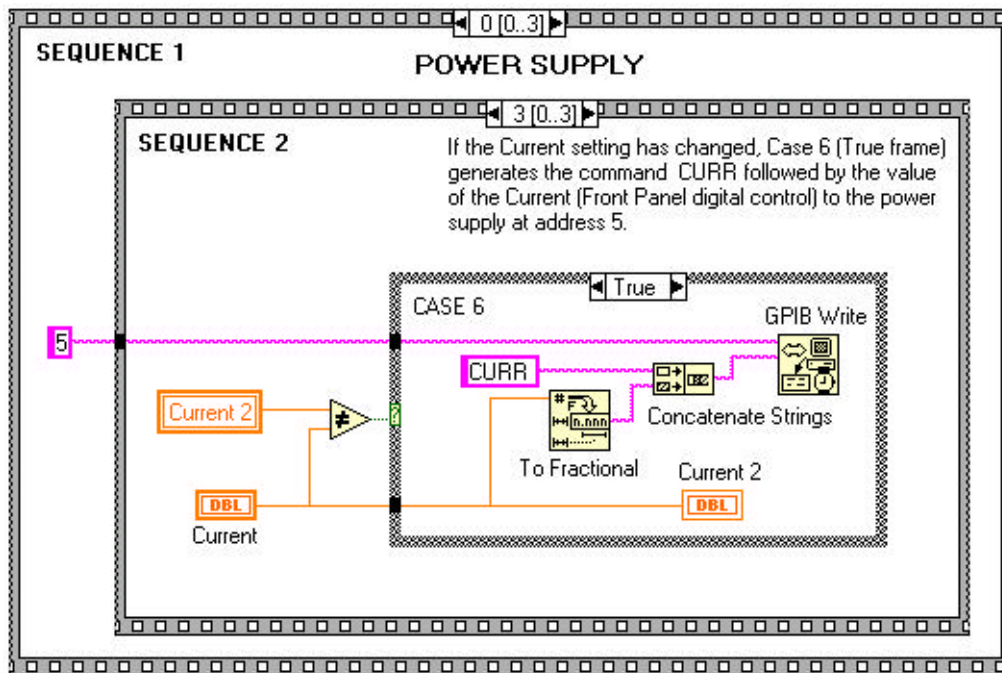 0 [0..3]
SEQUENCE 1
POWER SUPPLY
3 [0..3]
SEQUENCE 2
If the Current setting has changed, Case 6 (True frame)
generates the command CURR followed by the value
of the Current (Front Panel digital control) to the power
supply at address 5.
True
CASE 6
GPIB Write
5
CURR
Current 2
≠
?
#
F
n.nnn
Concatenate Strings
To Fractional
Current 2
DBL
DBL
Current